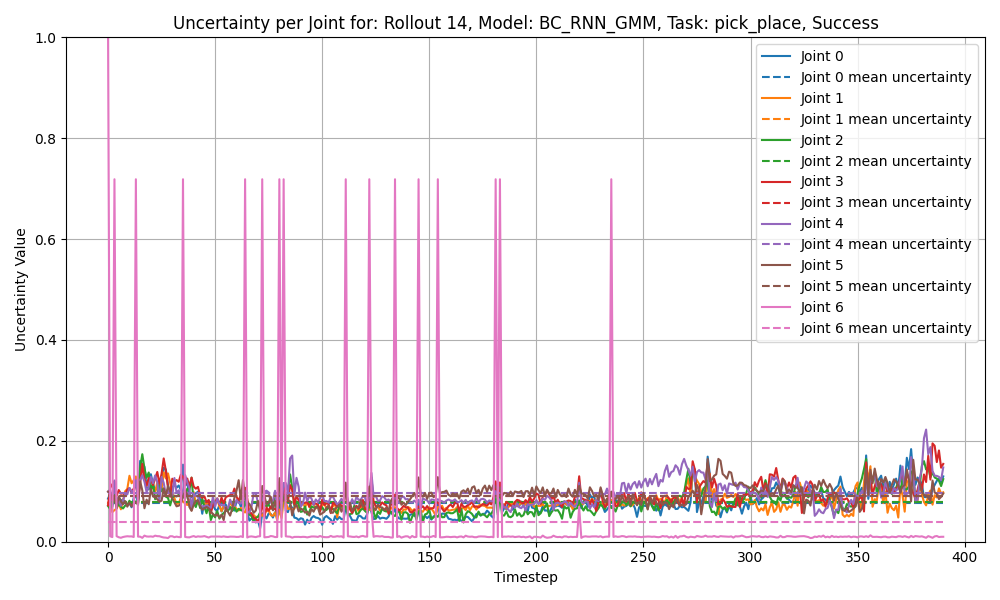 Uncertainty per Joint for: Rollout 14, Model: BC_RNN_GMM, Task: pick_place, Success
Uncertainty Value
1.0
0.8
0.6
0.4
0.2
0.0
Joint 0
Joint 0 mean uncertainty
Joint 1
Joint 1 mean uncertainty
Joint 2
Joint 2 mean uncertainty
Joint 3
Joint 3 mean uncertainty
Joint 4
Joint 4 mean uncertainty
Joint 5
Joint 5 mean uncertainty
Joint 6
Joint 6 mean uncertainty
0 50 100 150 200 250 300 350 400
Timestep